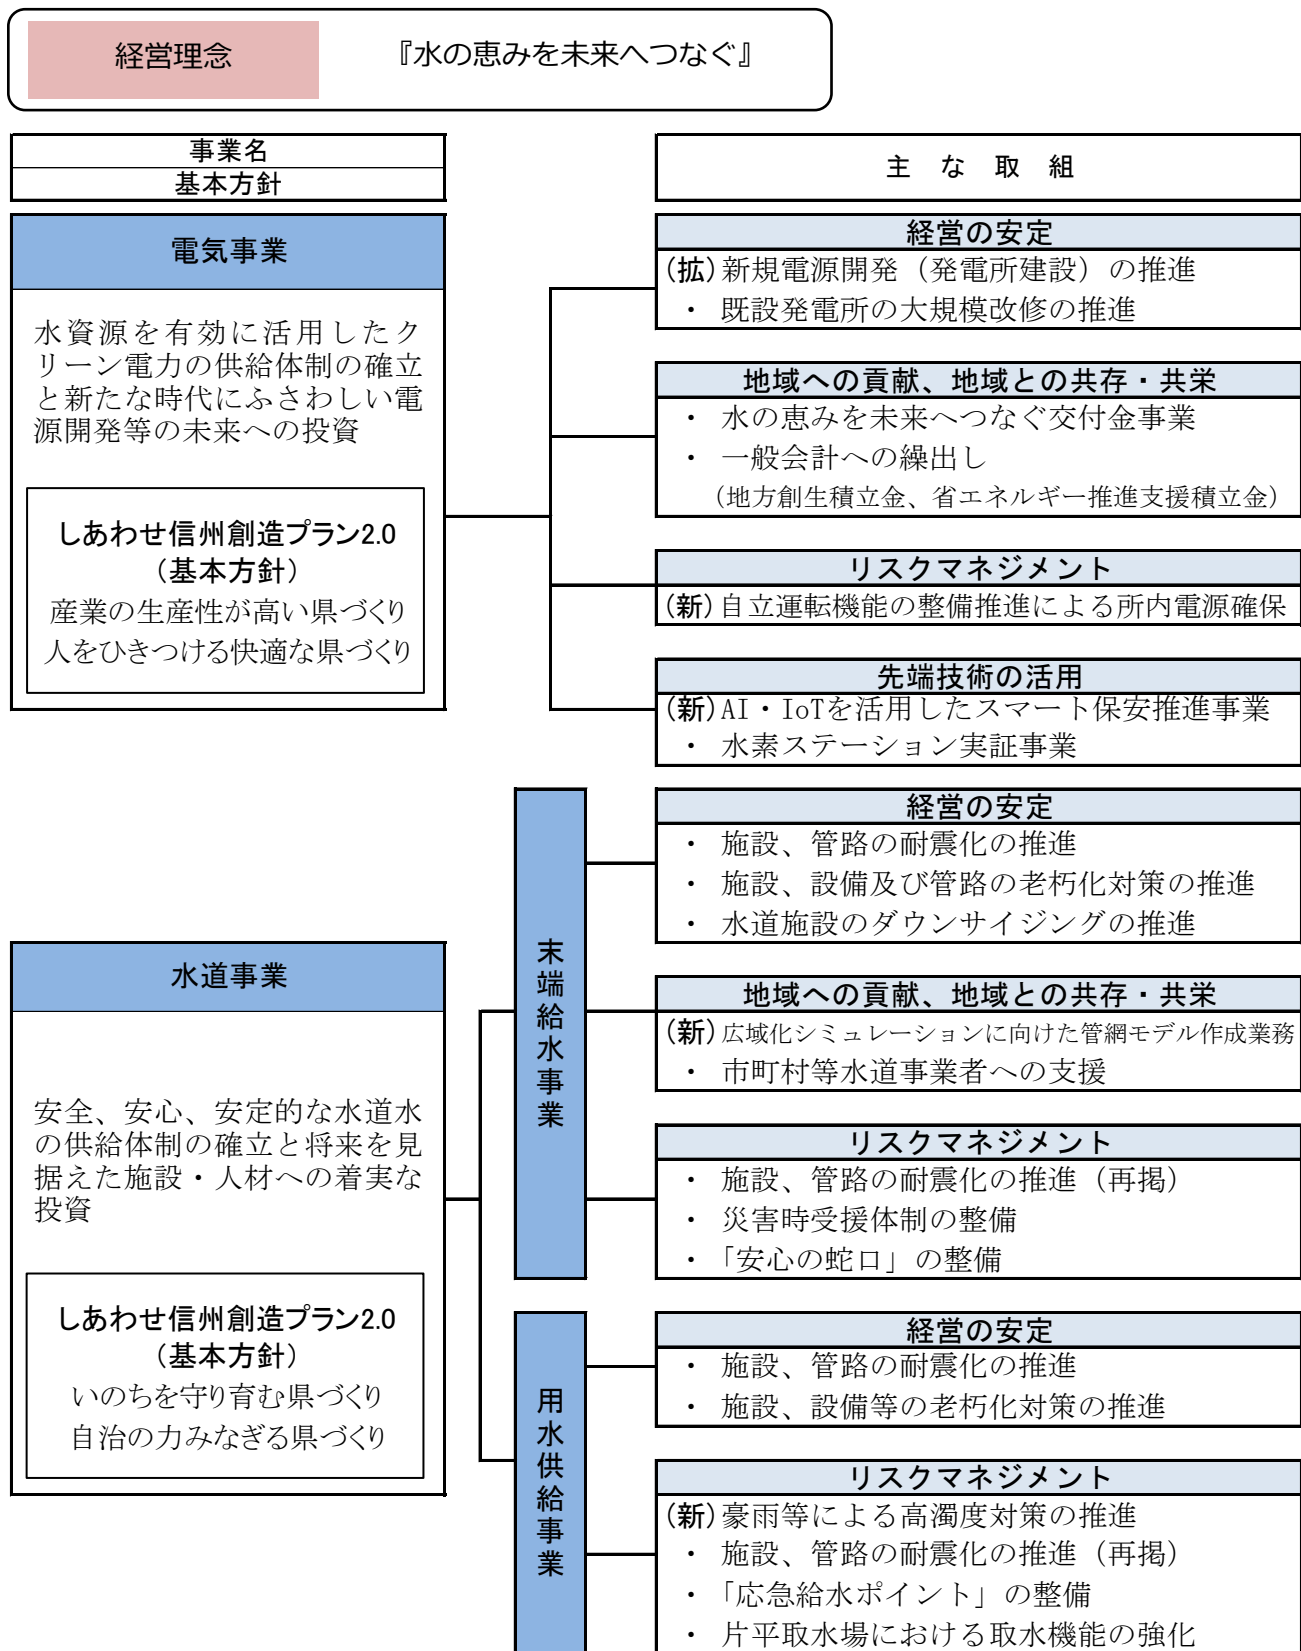 経営理念
『水の恵みを未来へつなぐ』
事業名
基本方針
主な取組
電気事業
水資源を有効に活用したク
リーン電力の供給体制の確立
と新たな時代にふさわしい電
源開発等の未来への投資
しあわせ信州創造プラン2.0
（基本方針）
産業の生産性が高い県づくり
人をひきつける快適な県づくり
経営の安定
(拡)新規電源開発（発電所建設）の推進
・ 既設発電所の大規模改修の推進
地域への貢献、地域との共存・共栄
・ 水の恵みを未来へつなぐ交付金事業
・ 一般会計への繰出し
（地方創生積立金、省エネルギー推進支援積立金）
リスクマネジメント
(新)自立運転機能の整備推進による所内電源確保
先端技術の活用
(新)AI・IoTを活用したスマート保安推進事業
・ 水素ステーション実証事業
水道事業
安全、安心、安定的な水道水
の供給体制の確立と将来を見
据えた施設・人材への着実な
投資
しあわせ信州創造プラン2.0
（基本方針）
いのちを守り育む県づくり
自治の力みなぎる県づくり
末端給水事業
経営の安定
・ 施設、管路の耐震化の推進
・ 施設、設備及び管路の老朽化対策の推進
・ 水道施設のダウンサイジングの推進
地域への貢献、地域との共存・共栄
(新)広域化シミュレーションに向けた管網モデル作成業務
・ 市町村等水道事業者への支援
リスクマネジメント
・ 施設、管路の耐震化の推進（再掲）
・ 災害時受援体制の整備
・「安心の蛇口」の整備
用水供給事業
経営の安定
・ 施設、管路の耐震化の推進
・ 施設、設備等の老朽化対策の推進
リスクマネジメント
(新)豪雨等による高濁度対策の推進
・ 施設、管路の耐震化の推進（再掲）
・「応急給水ポイント」の整備
・ 片平取水場における取水機能の強化